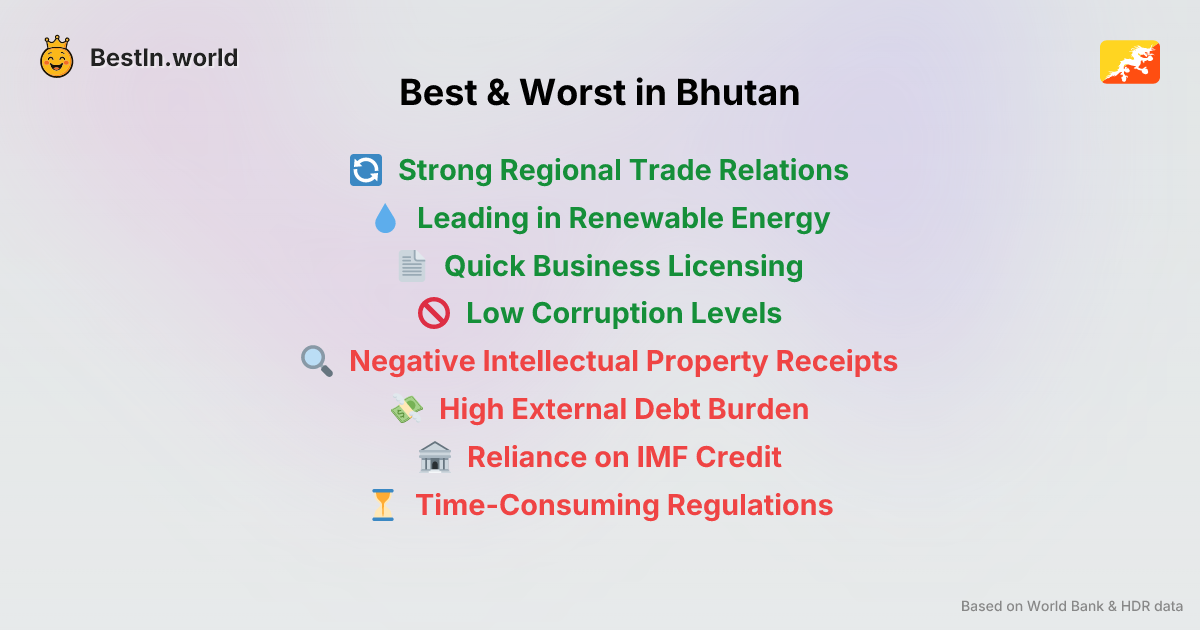 BestIn.world
Best & Worst in Bhutan
Strong Regional Trade Relations
Leading in Renewable Energy
Quick Business Licensing
Low Corruption Levels
Negative Intellectual Property Receipts
High External Debt Burden
Reliance on IMF Credit
Time-Consuming Regulations
Based on World Bank & HDR data